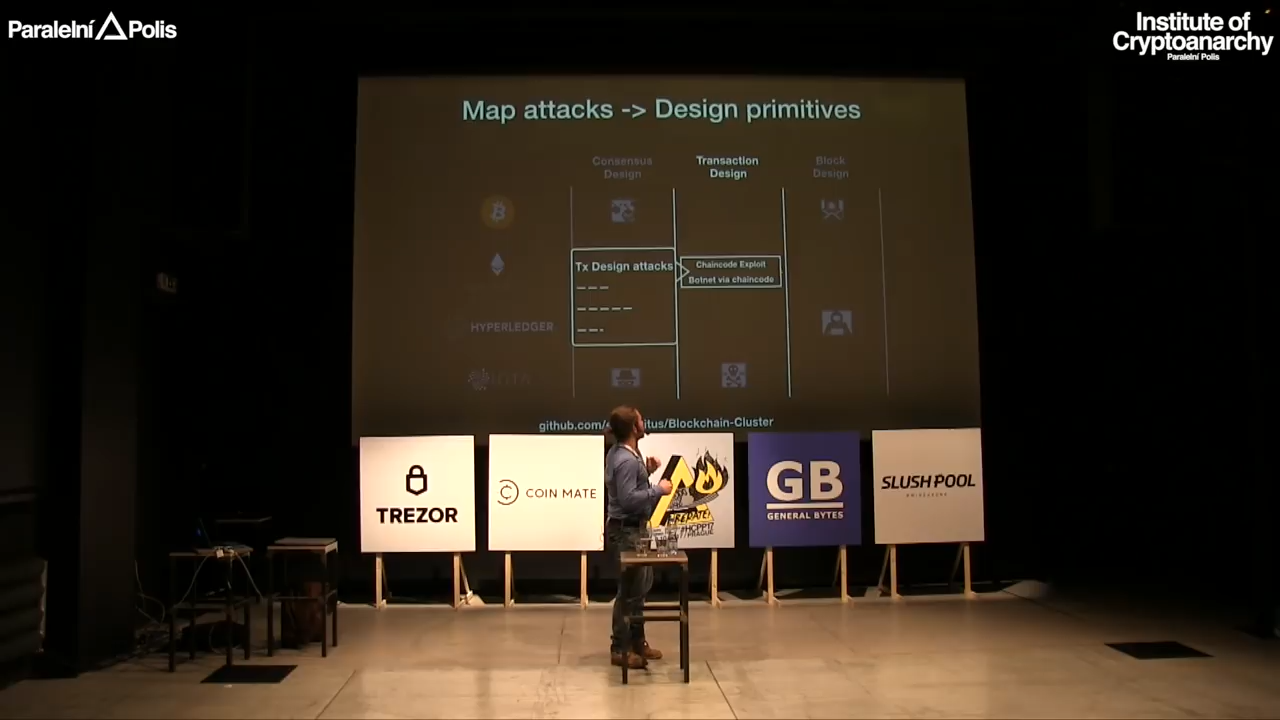 Paralelní Polis
Institute of
Cryptoanarchy
Paralelní Polis
Map attacks -> Design primitives
Consensus
Design
Transaction
Design
Block
Design
Tx Design attacks
Chaincode Exploit
Botnet via chaincode
HYPERLEDGER
github.com/
/Blockchain-Cluster
TREZOR
COIN MATE
#HCPP17
PRAGUE
GB
GENERAL BYTES
SLUSH POOL